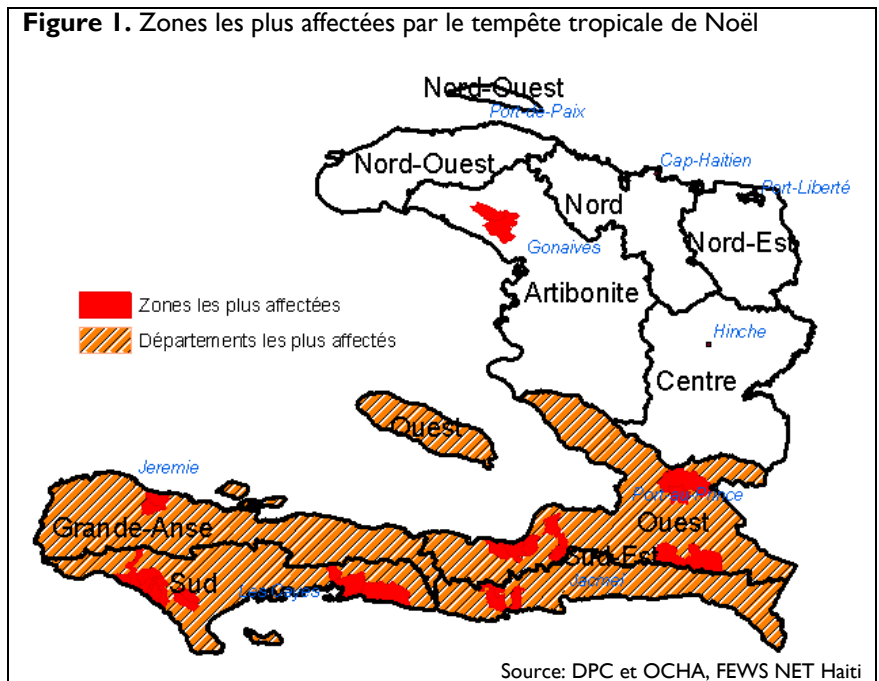 Figure 1. Zones les plus affectées par le tempête tropicale de Noël
Nord-Ouest
Port-de-Paix
Nord-Ouest
Cap-Haitien
Port-Liberté
Nord
Nord-Est
Gonaives
Artibonite
Zones les plus affectées
Départements les plus affectés
Hinche
Centre
Ouest
Jeremie
Port-au-Prince
Grande-Anse
Ouest
Sud-Est
Sud
Les Cayes
Jacmel
Source: DPC et OCHA, FEWS NET Haiti